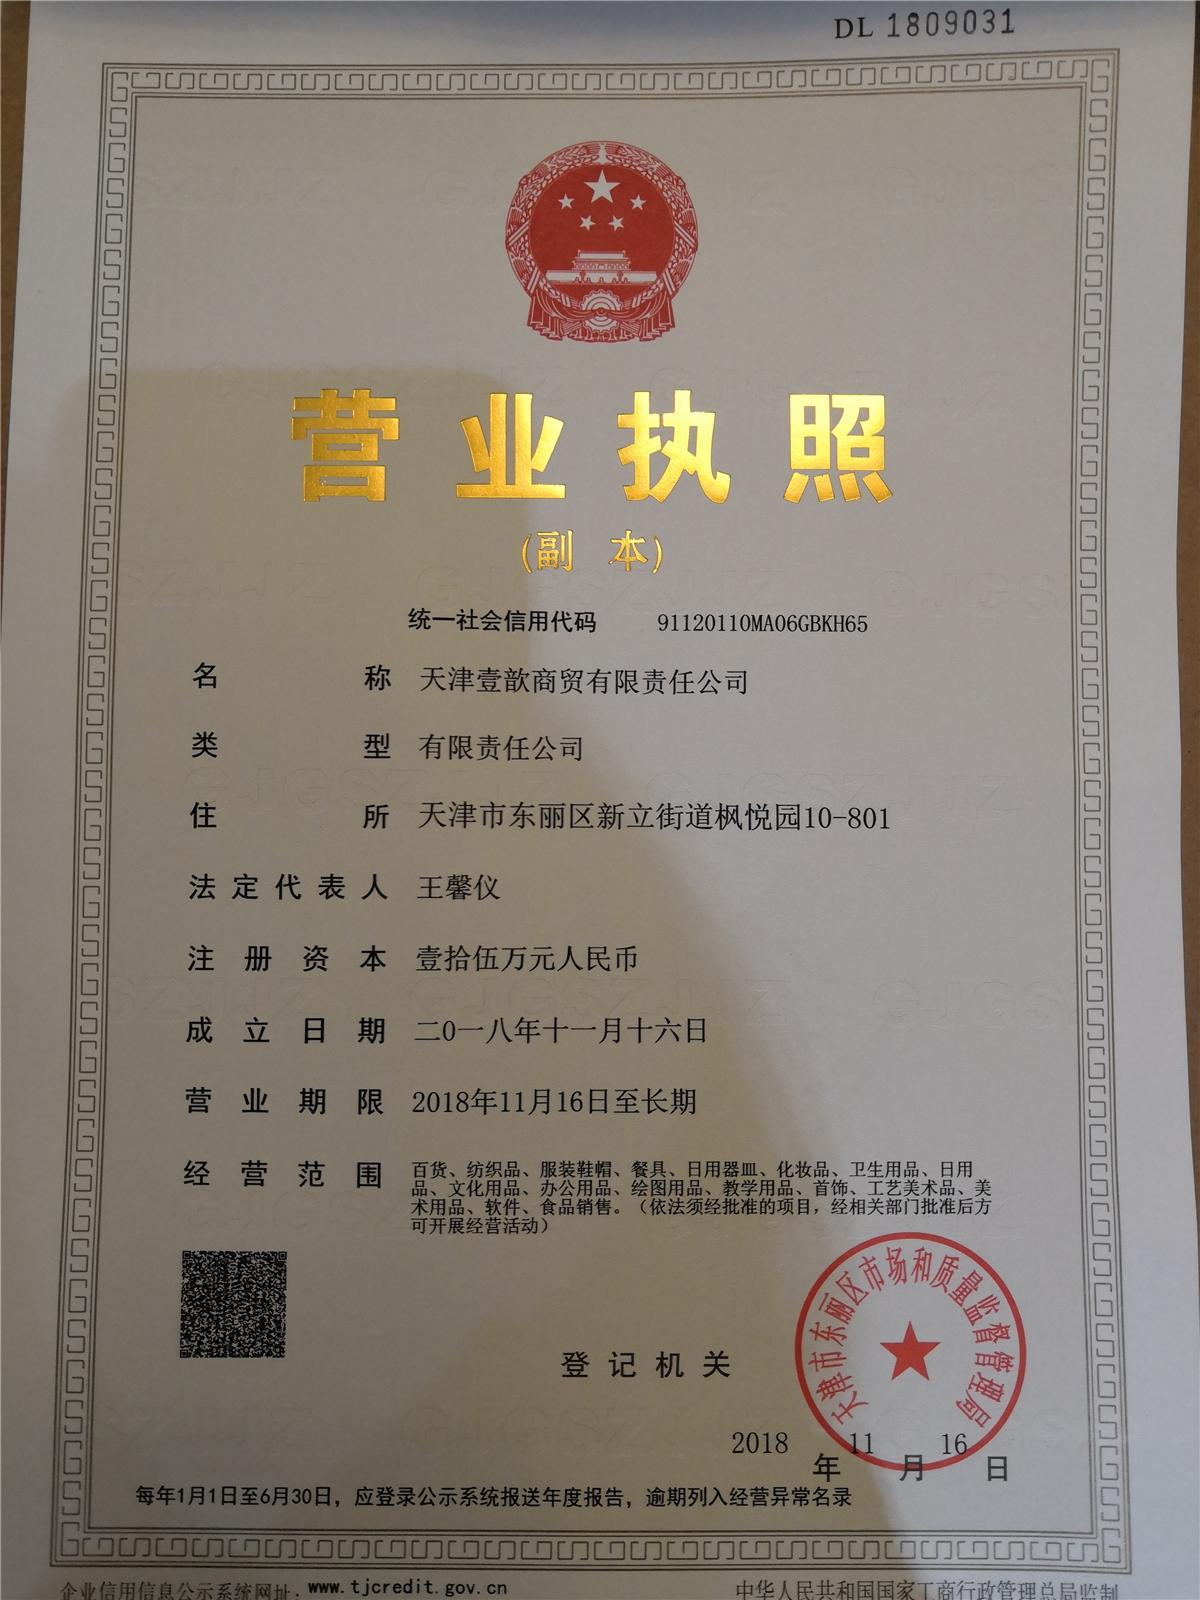 DL 1809031
营业执照
(副 本)
统一社会信用代码 91120110MA06GBKH65
名 称 天津壹歆商贸有限责任公司
类 型 有限责任公司
住 所 天津市东丽区新立街道枫悦园10-801
法定代表人 王馨仪
注册资本 壹拾伍万元人民币
成立日期 二0一八年十一月十六日
营业期限 2018年11月16日至长期
经营范围 百货、纺织品、服装鞋帽、餐具、日用器皿、化妆品、卫生用品、日用
品、文化用品、办公用品、绘图用品、教学用品、首饰、工艺美术品、美
术用品、软件、食品销售。（依法须经批准的项目，经相关部门批准后方
可开展经营活动）
天津市东丽区市场和质量监督管理局
登记机关
2018 年 11 月 16 日
每年1月1日至6月30日，应登录公示系统报送年度报告，逾期列入经营异常名录
企业信用信息公示系统网址：www.tjcredit.gov.cn
中华人民共和国国家工商行政管理总局监制